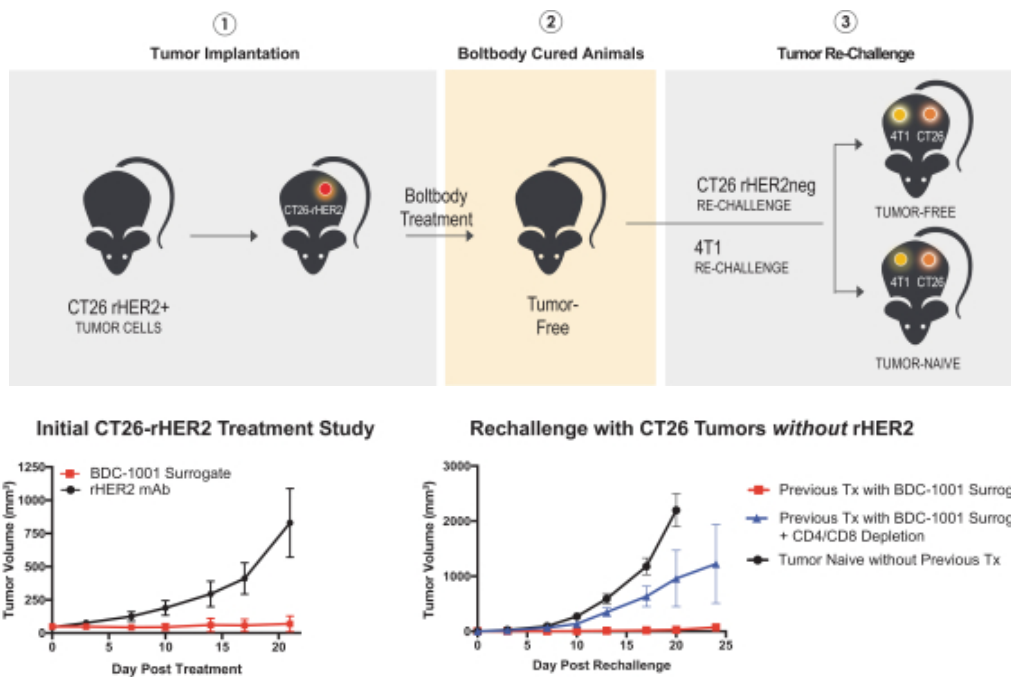 ①
Tumor Implantation
②
Boltbody Cured Animals
③
Tumor Re-Challenge
CT26 rHER2+
TUMOR CELLS
CT26-rHER2
Boltbody
Treatment
Tumor-
Free
CT26 rHER2neg
RE-CHALLENGE
4T1
RE-CHALLENGE
4T1 CT26
TUMOR-FREE
4T1 CT26
TUMOR-NAIVE
Initial CT26-rHER2 Treatment Study
Tumor Volume (mm³)
1250
1000
750
500
250
0
0 5 10 15 20
Day Post Treatment
BDC-1001 Surrogate
rHER2 mAb
Rechallenge with CT26 Tumors without rHER2
Tumor Volume (mm³)
3000
2000
1000
0
0 5 10 15 20 25
Day Post Rechallenge
Previous Tx with BDC-1001 Surrog
Previous Tx with BDC-1001 Surrog
+ CD4/CD8 Depletion
Tumor Naive without Previous Tx